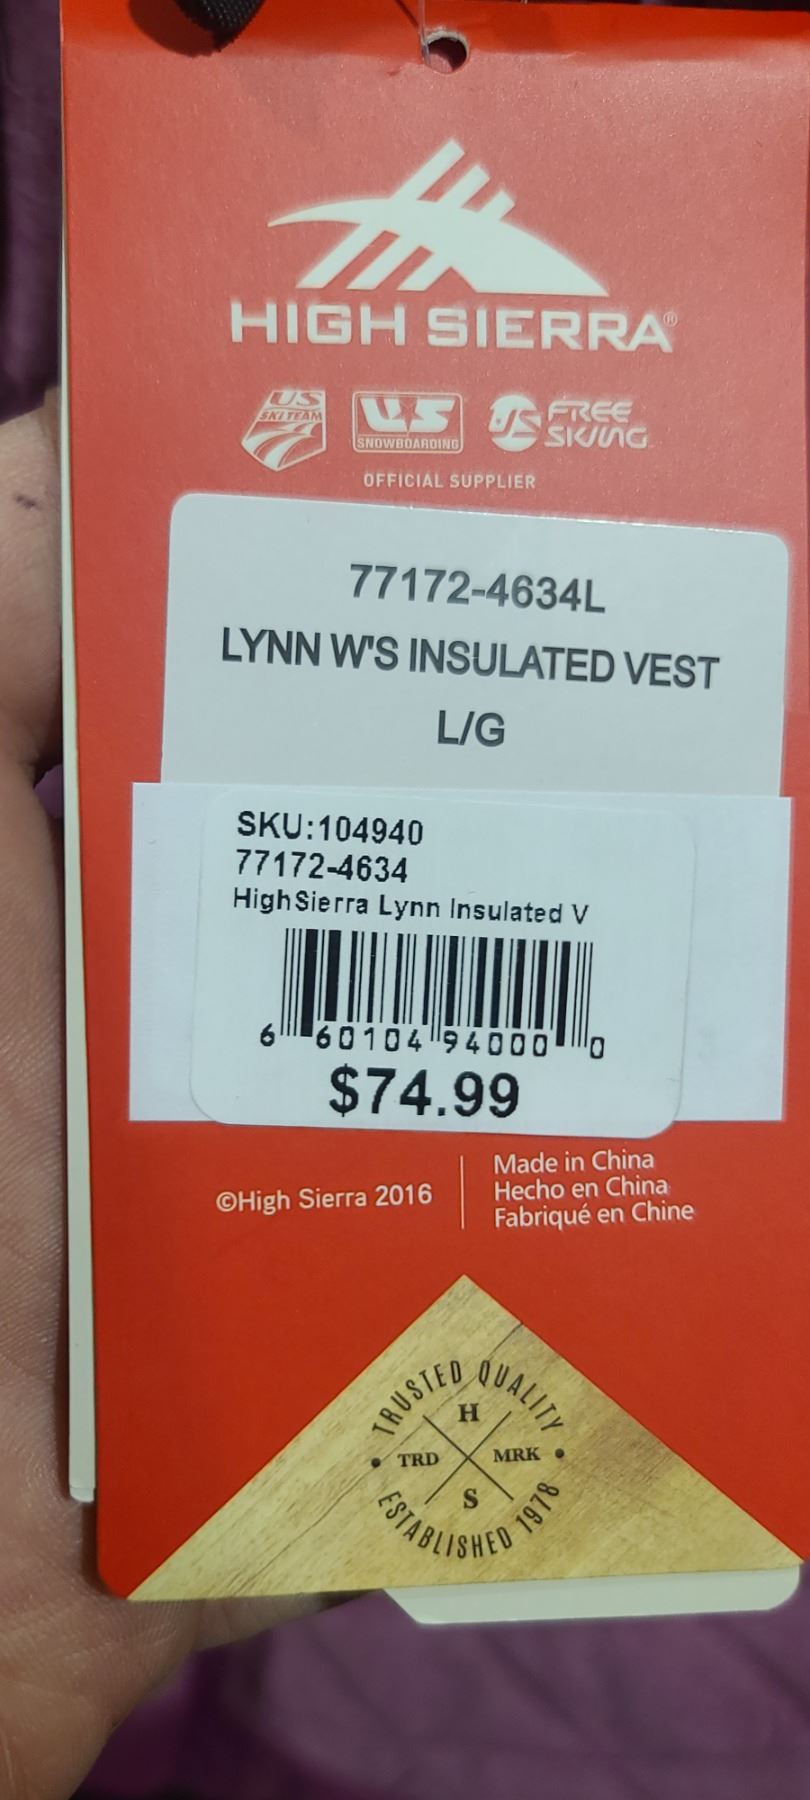 HIGH SIERRA®
US
SKI TEAM
US
SNOWBOARDING
US FREE
SKIING
OFFICIAL SUPPLIER
77172-4634L
LYNN W'S INSULATED VEST
L/G
SKU:104940
77172-4634
HighSierra Lynn Insulated V
6 60104 94000 0
$74.99
©High Sierra 2016
Made in China
Hecho en China
Fabriqué en Chine
TRUSTED QUALITY
H
TRD MRK
S
ESTABLISHED 1978